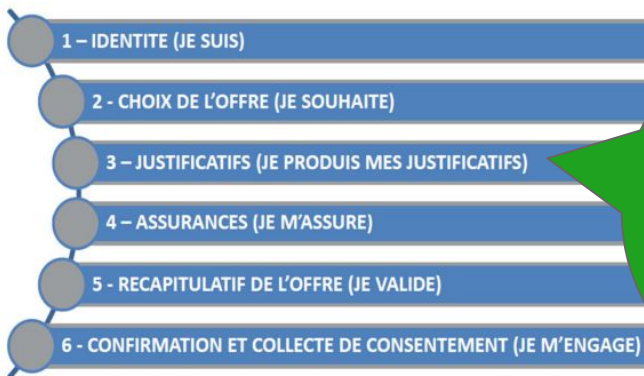 1 – IDENTITE (JE SUIS)
2 - CHOIX DE L'OFFRE (JE SOUHAITE)
3 – JUSTIFICATIFS (JE PRODUIS MES JUSTIFICATIFS)
4 – ASSURANCES (JE M'ASSURE)
5 - RECAPITULATIF DE L'OFFRE (JE VALIDE)
6 - CONFIRMATION ET COLLECTE DE CONSENTEMENT (JE M'ENGAGE)